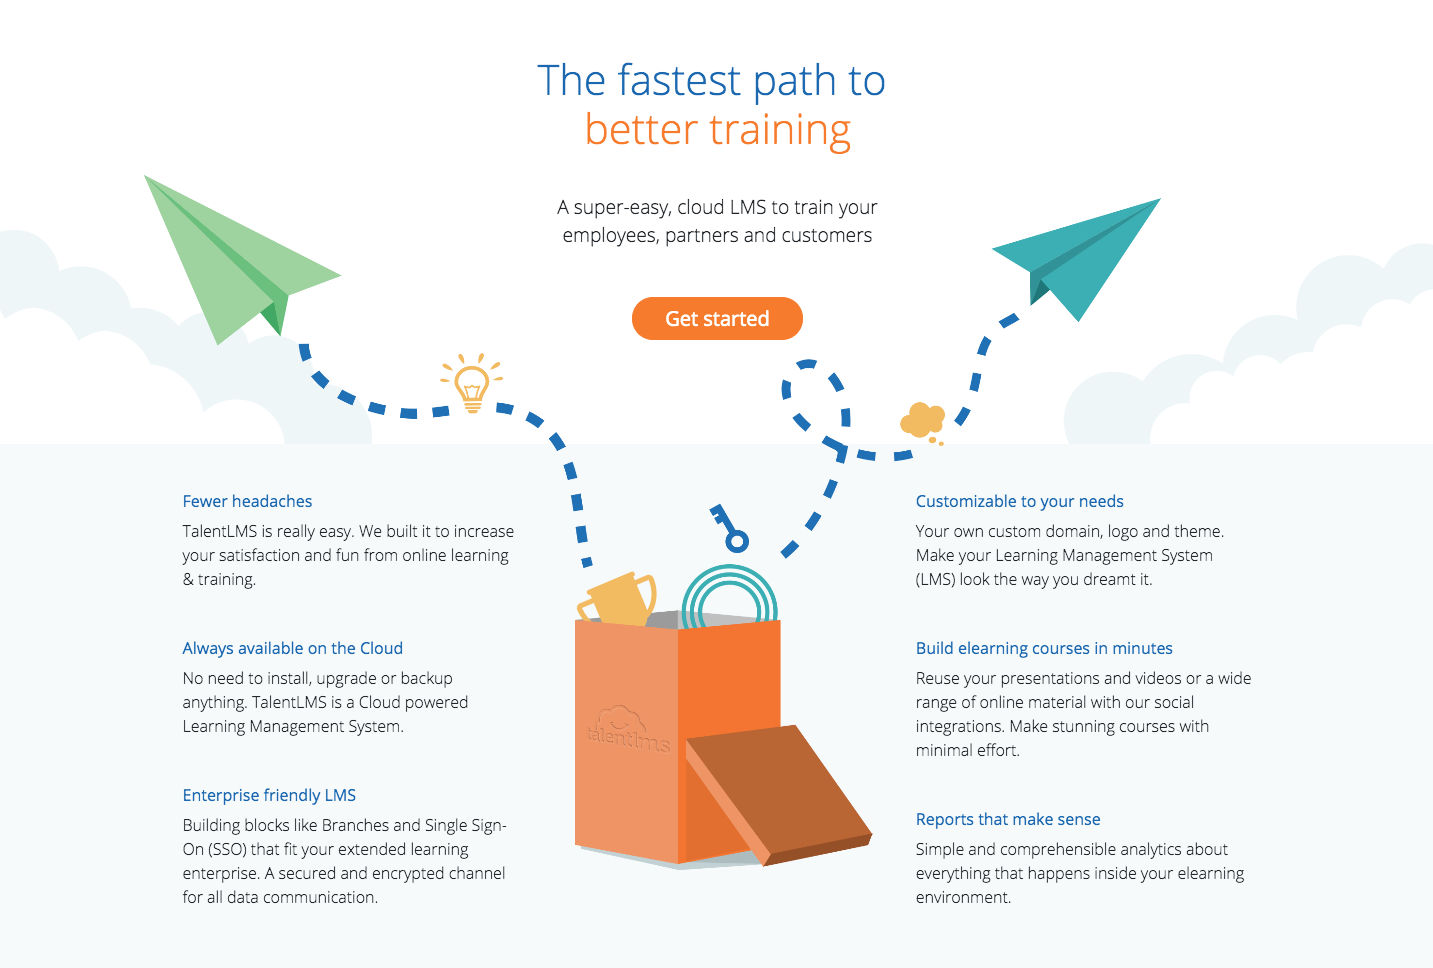 The fastest path to
better training
A super-easy, cloud LMS to train your
employees, partners and customers
Get started
Fewer headaches
TalentLMS is really easy. We built it to increase
your satisfaction and fun from online learning
& training.
Always available on the Cloud
No need to install, upgrade or backup
anything. TalentLMS is a Cloud powered
Learning Management System.
Enterprise friendly LMS
Building blocks like Branches and Single Sign-
On (SSO) that fit your extended learning
enterprise. A secured and encrypted channel
for all data communication.
talentlms
Customizable to your needs
Your own custom domain, logo and theme.
Make your Learning Management System
(LMS) look the way you dreamt it.
Build elearning courses in minutes
Reuse your presentations and videos or a wide
range of online material with our social
integrations. Make stunning courses with
minimal effort.
Reports that make sense
Simple and comprehensible analytics about
everything that happens inside your elearning
environment.